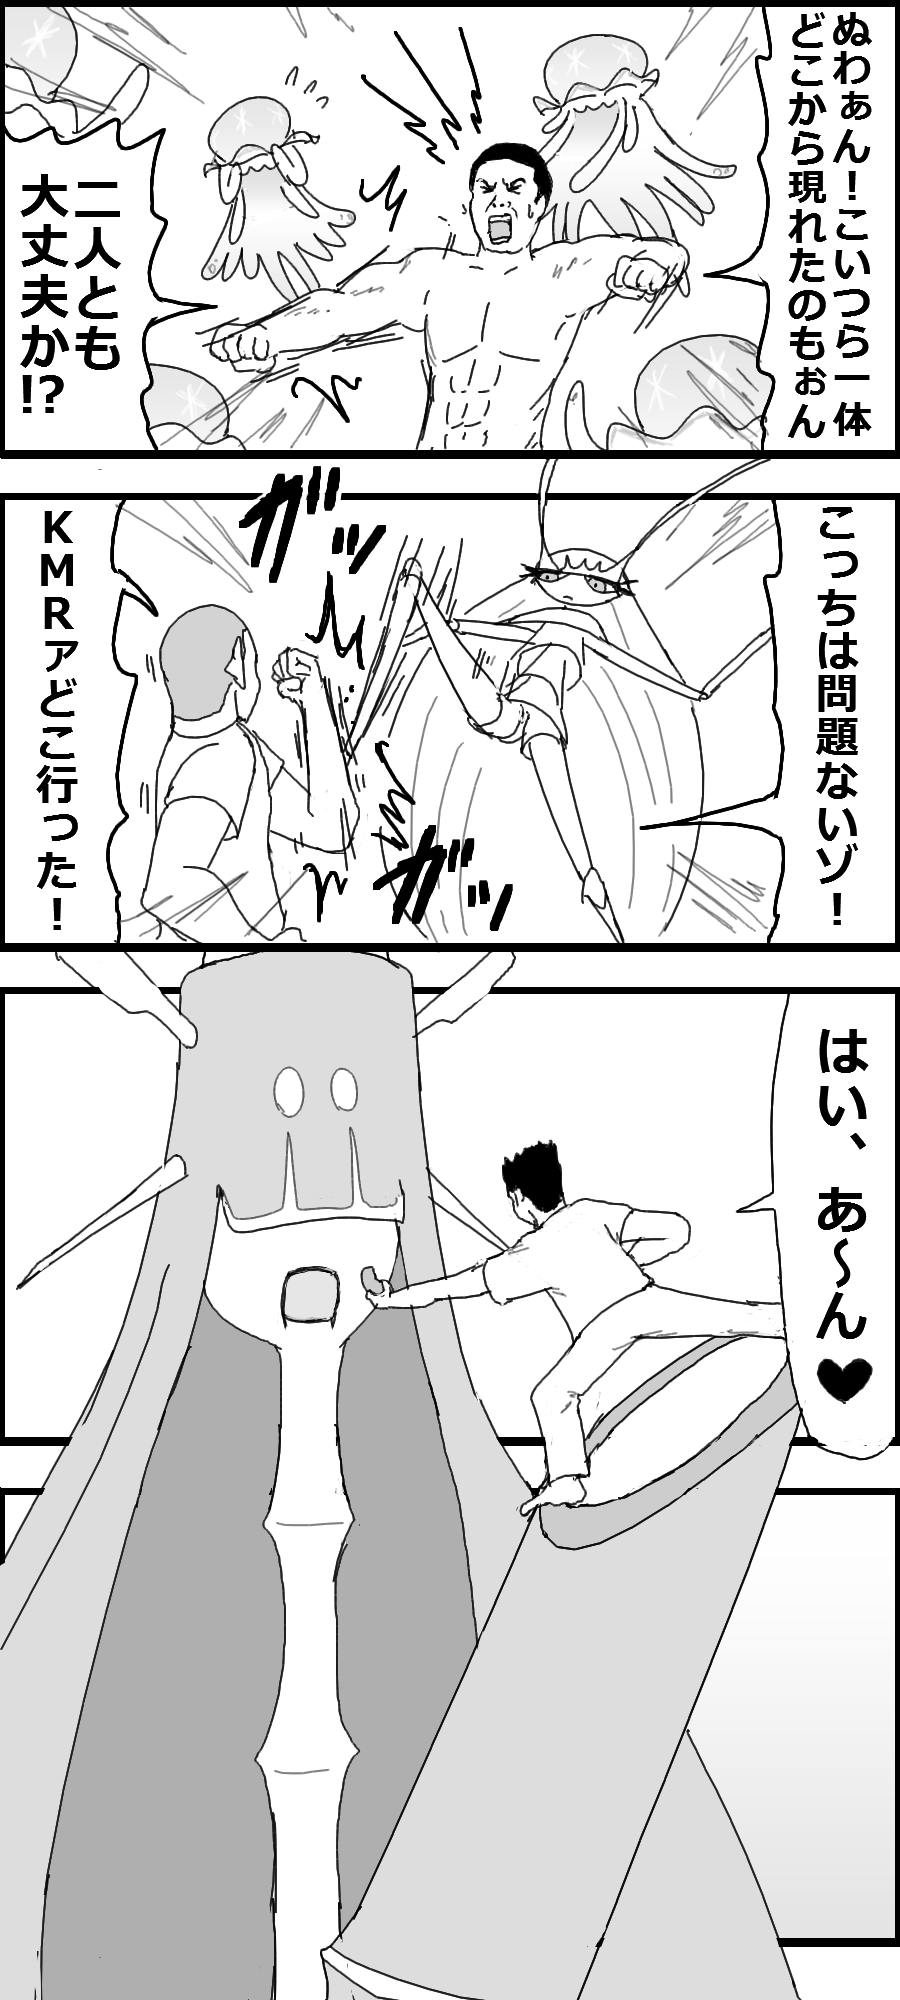 ぬわぁん！こいつら一体
どこから現れたのもぉん
二人とも
大丈夫か!?
こっちは問題ないゾ！
ガッ
ガッ
KMRァどこ行った！
はい、あ～ん♥